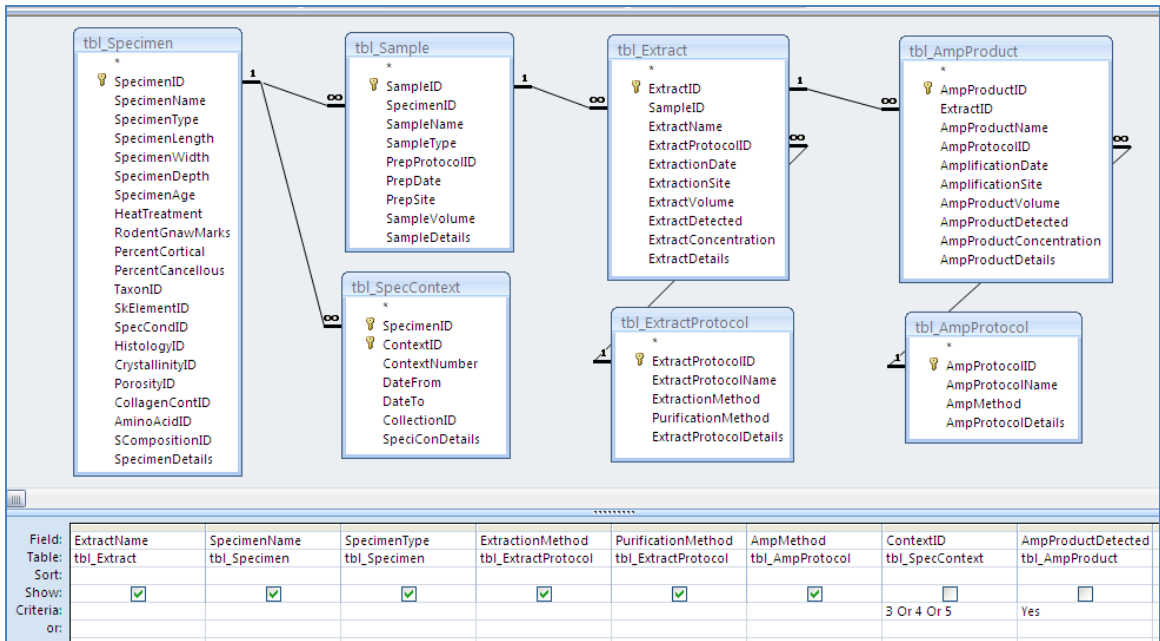 tbl_Specimen
*
SpecimenID
SpecimenName
SpecimenType
SpecimenLength
SpecimenWidth
SpecimenDepth
SpecimenAge
HeatTreatment
RodentGnawMarks
PercentCortical
PercentCancellous
TaxonID
SkElementID
SpecCondID
HistologyID
CrystallinityID
PorosityID
CollagenContID
AminoAcidID
SCompositionID
SpecimenDetails
1
∞
∞
tbl_Sample
*
SampleID
SpecimenID
SampleName
SampleType
PrepProtocolID
PrepDate
PrepSite
SampleVolume
SampleDetails
1
∞
tbl_SpecContext
*
SpecimenID
ContextID
ContextNumber
DateFrom
DateTo
CollectionID
SpeciConDetails
tbl_Extract
*
ExtractID
SampleID
ExtractName
ExtractProtocolID
ExtractionDate
ExtractionSite
ExtractVolume
ExtractDetected
ExtractConcentration
ExtractDetails
1
∞
∞
1
tbl_ExtractProtocol
*
ExtractProtocolID
ExtractProtocolName
ExtractionMethod
PurificationMethod
ExtractProtocolDetails
tbl_AmpProduct
*
AmpProductID
ExtractID
AmpProductName
AmpProtocolID
AmplificationDate
AmplificationSite
AmpProductVolume
AmpProductDetected
AmpProductConcentration
AmpProductDetails
∞
1
tbl_AmpProtocol
*
AmpProtocolID
AmpProtocolName
AmpMethod
AmpProtocolDetails
Field: ExtractName SpecimenName SpecimenType ExtractionMethod PurificationMethod AmpMethod ContextID AmpProductDetected
Table: tbl_Extract tbl_Specimen tbl_Specimen tbl_ExtractProtocol tbl_ExtractProtocol tbl_AmpProtocol tbl_SpecContext tbl_AmpProduct
Sort:
Show:
Criteria: 3 Or 4 Or 5 Yes
or: